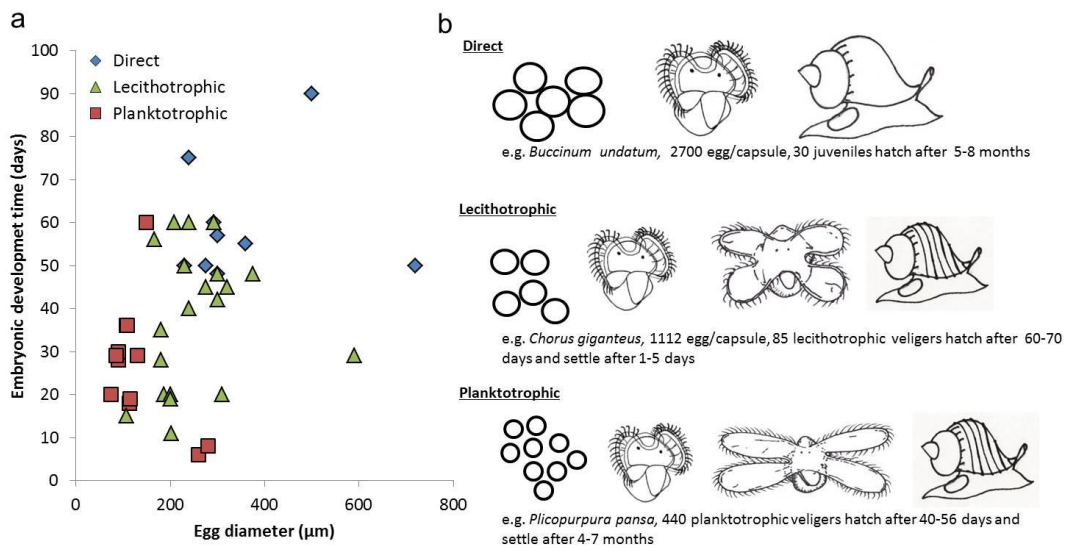 a
100
90
80
70
60
50
40
30
20
10
0
Embryonic developmet time (days)
Direct
Lecithotrophic
Planktotrophic
0
200
400
600
800
Egg diameter (µm)
b
Direct
e.g. Buccinum undatum, 2700 egg/capsule, 30 juveniles hatch after 5-8 months
Lecithotrophic
e.g. Chorus giganteus, 1112 egg/capsule, 85 lecithotrophic veligers hatch after 60-70
days and settle after 1-5 days
Planktotrophic
e.g. Plicopurpura pansa, 440 planktotrophic veligers hatch after 40-56 days and
settle after 4-7 months